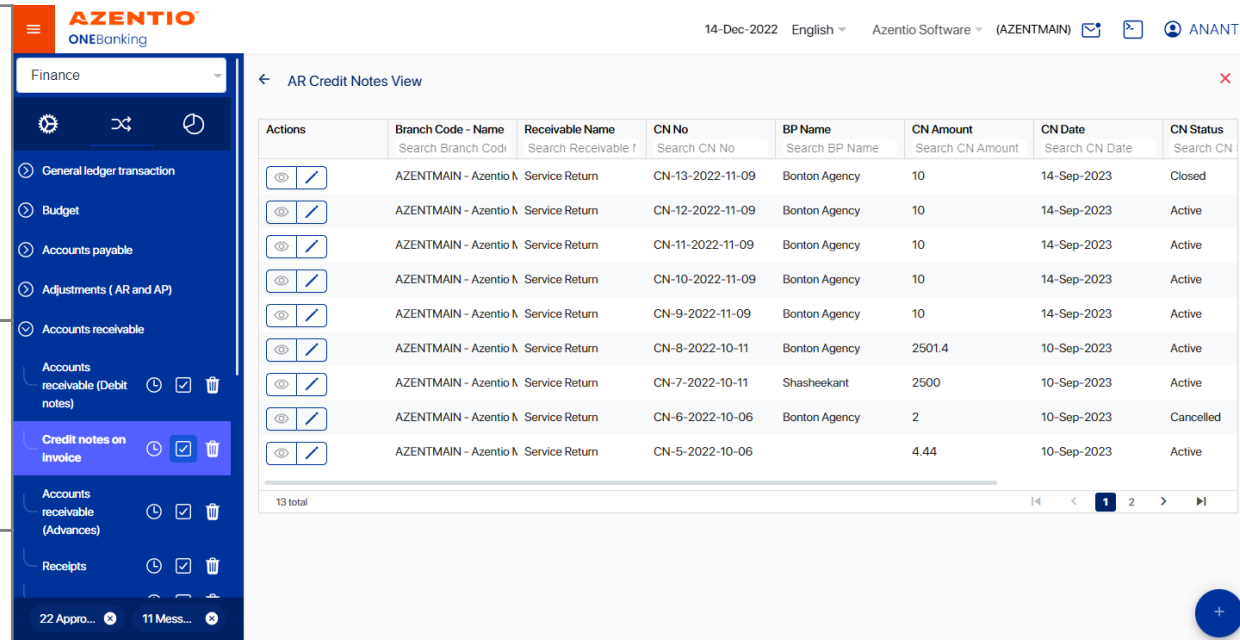 AZENTIO
ONEBanking
14-Dec-2022 English Azentio Software (AZENTMAIN) ANANT
Finance
General ledger transaction
Budget
Accounts payable
Adjustments ( AR and AP)
Accounts receivable
Accounts
receivable (Debit
notes)
Credit notes on
invoice
Accounts
receivable
(Advances)
Receipts
22 Appro... 11 Mess...
AR Credit Notes View
Actions Branch Code - Name Receivable Name CN No BP Name CN Amount CN Date CN Status
Search Branch Code Search Receivable Search CN No Search BP Name Search CN Amount Search CN Date Search CN
AZENTMAIN - Azentio Service Return CN-13-2022-11-09 Bonton Agency 10 14-Sep-2023 Closed
AZENTMAIN - Azentio Service Return CN-12-2022-11-09 Bonton Agency 10 14-Sep-2023 Active
AZENTMAIN - Azentio Service Return CN-11-2022-11-09 Bonton Agency 10 14-Sep-2023 Active
AZENTMAIN - Azentio Service Return CN-10-2022-11-09 Bonton Agency 10 14-Sep-2023 Active
AZENTMAIN - Azentio Service Return CN-9-2022-11-09 Bonton Agency 10 14-Sep-2023 Active
AZENTMAIN - Azentio Service Return CN-8-2022-10-11 Bonton Agency 2501.4 10-Sep-2023 Active
AZENTMAIN - Azentio Service Return CN-7-2022-10-11 Shasheekant 2500 10-Sep-2023 Active
AZENTMAIN - Azentio Service Return CN-6-2022-10-06 Bonton Agency 2 10-Sep-2023 Cancelled
AZENTMAIN - Azentio Service Return CN-5-2022-10-06 4.44 10-Sep-2023 Active
13 total 1 2